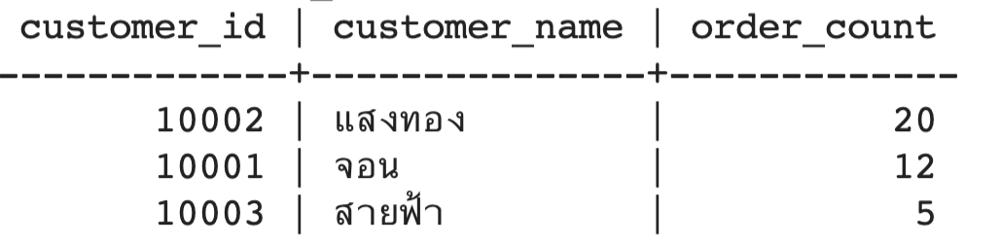 customer_id | customer_name | order_count
-------------+---------------+-------------
10002 | แสงทอง | 20
10001 | จอน | 12
10003 | สายฟ้า | 5